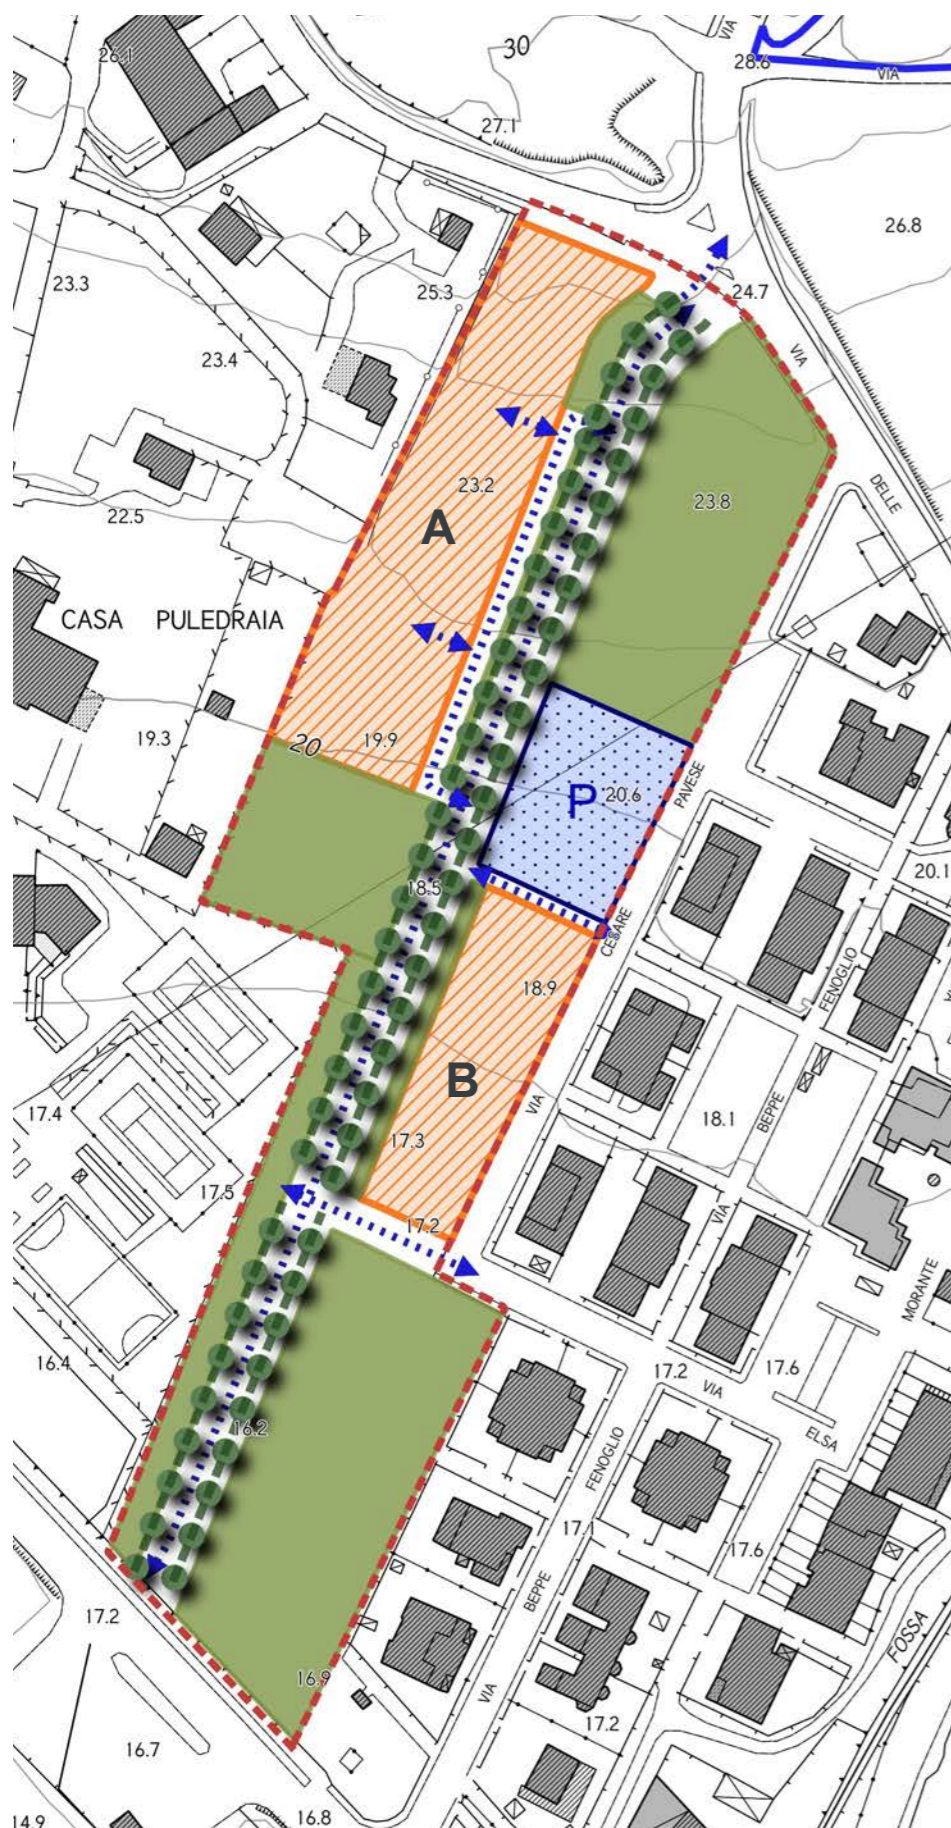 30
VIA
26.1
28.6
VIA
27.1
26.8
23.3
25.3
24.7
VIA
23.4
23.2
23.8
DELLE
22.5
A
CASA PULEDRAIA
19.3
20
19.9
P
20.6
PAVESE
20.1
18.5
CESARE
18.9
FENOGLIO
B
VIA
17.4
17.3
18.1
BEPPE
17.5
17.2
VIA
MORANTE
16.4
17.2
VIA
17.6
16.2
ELSA
FENOGLIO
17.1
17.6
17.2
BEPPE
FOSSA
16.9
VIA
16.7
17.2
14.9
16.8